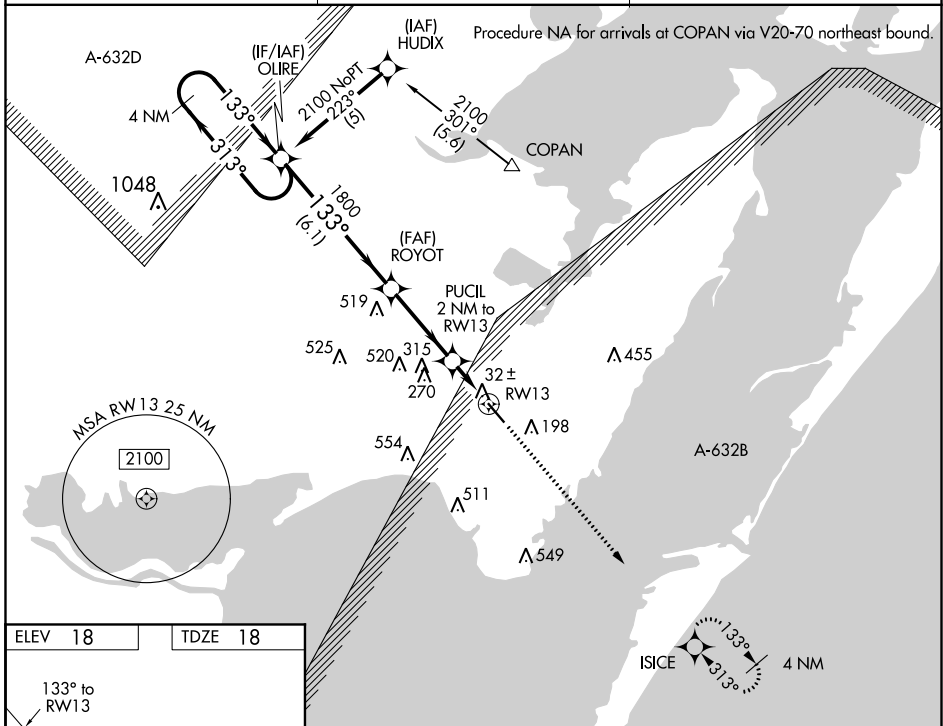 Procedure NA for arrivals at COPAN via V20-70 northeast bound.
(IAF)
HUDIX
A-632D
(IF/IAF)
OLIRE
2100 NoPT
223°
(5)
2100
301°
(5.6)
COPAN
4 NM
133°
313°
1048
1800
133°
(6.1)
(FAF)
ROYOT
519
PUCIL
2 NM to
RW13
525
520
315
270
455
32 ±
RW13
198
554
A-632B
MSA RW13 25 NM
2100
511
549
ELEV 18
TDZE 18
133° to
RW13
ISICE
133°
313°
4 NM